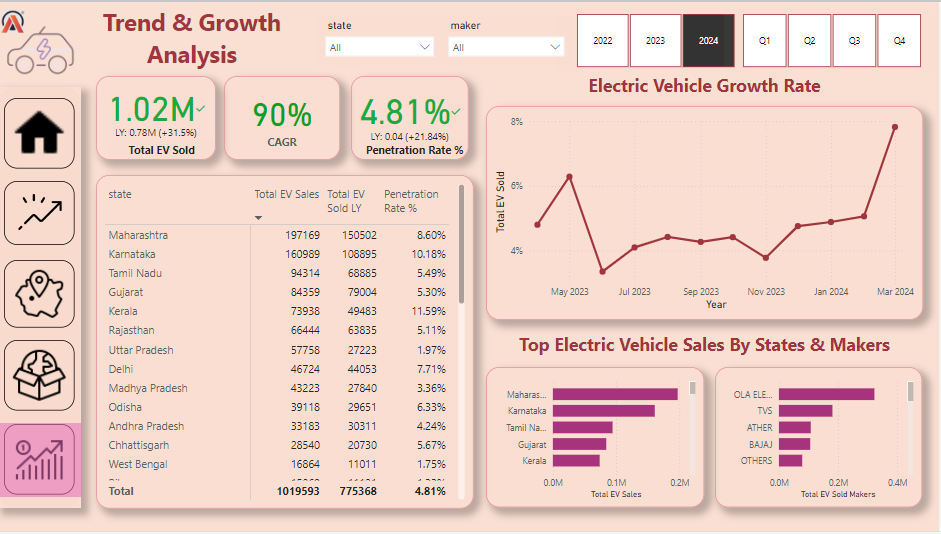 Trend & Growth
Analysis
state
maker
All
All
2022
2023
2024
Q1
Q2
Q3
Q4
1.02M
LY: 0.78M (+31.5%)
Total EV Sold
90%
CAGR
4.81%
LY: 0.04 (+21.84%)
Penetration Rate %
state Total EV Sales Total EV Sold LY Penetration Rate %
Maharashtra 197169 150502 8.60%
Karnataka 160989 108895 10.18%
Tamil Nadu 94314 68885 5.49%
Gujarat 84359 79004 5.30%
Kerala 73938 49483 11.59%
Rajasthan 66444 63835 5.11%
Uttar Pradesh 57758 27223 1.97%
Delhi 46724 44053 7.71%
Madhya Pradesh 43223 27840 3.36%
Odisha 39118 29651 6.33%
Andhra Pradesh 33183 30311 4.24%
Chhattisgarh 28540 20730 5.67%
West Bengal 16864 11011 1.75%
Total 1019593 775368 4.81%
Electric Vehicle Growth Rate
Total EV Sold
8%
6%
4%
May 2023 Jul 2023 Sep 2023 Nov 2023 Jan 2024 Mar 2024
Year
Top Electric Vehicle Sales By States & Makers
Maharas...
Karnataka
Tamil Na...
Gujarat
Kerala
0.0M 0.1M 0.2M
Total EV Sales
OLA ELE...
TVS
ATHER
BAJAJ
OTHERS
0.0M 0.2M 0.4M
Total EV Sold Makers